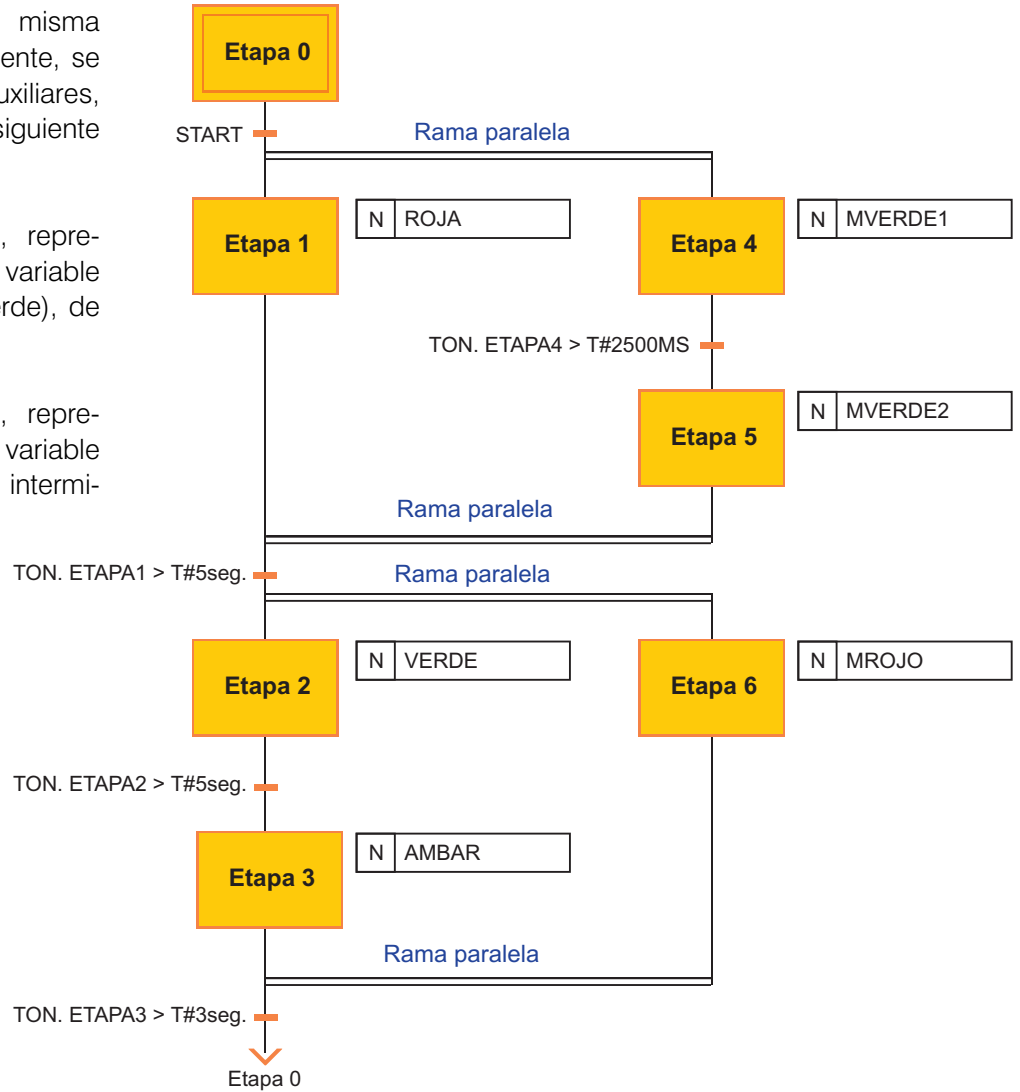 misma
ente, se
uxiliares,
siguiente
, repre-
variable
erde), de
, repre-
variable
intermi-
Etapa 0
START
Rama paralela
Etapa 1
N ROJA
Etapa 4
N MVERDE1
TON. ETAPA4 > T#2500MS
Etapa 5
N MVERDE2
Rama paralela
TON. ETAPA1 > T#5seg.
Rama paralela
Etapa 2
N VERDE
Etapa 6
N MROJO
TON. ETAPA2 > T#5seg.
Etapa 3
N AMBAR
Rama paralela
TON. ETAPA3 > T#3seg.
Etapa 0